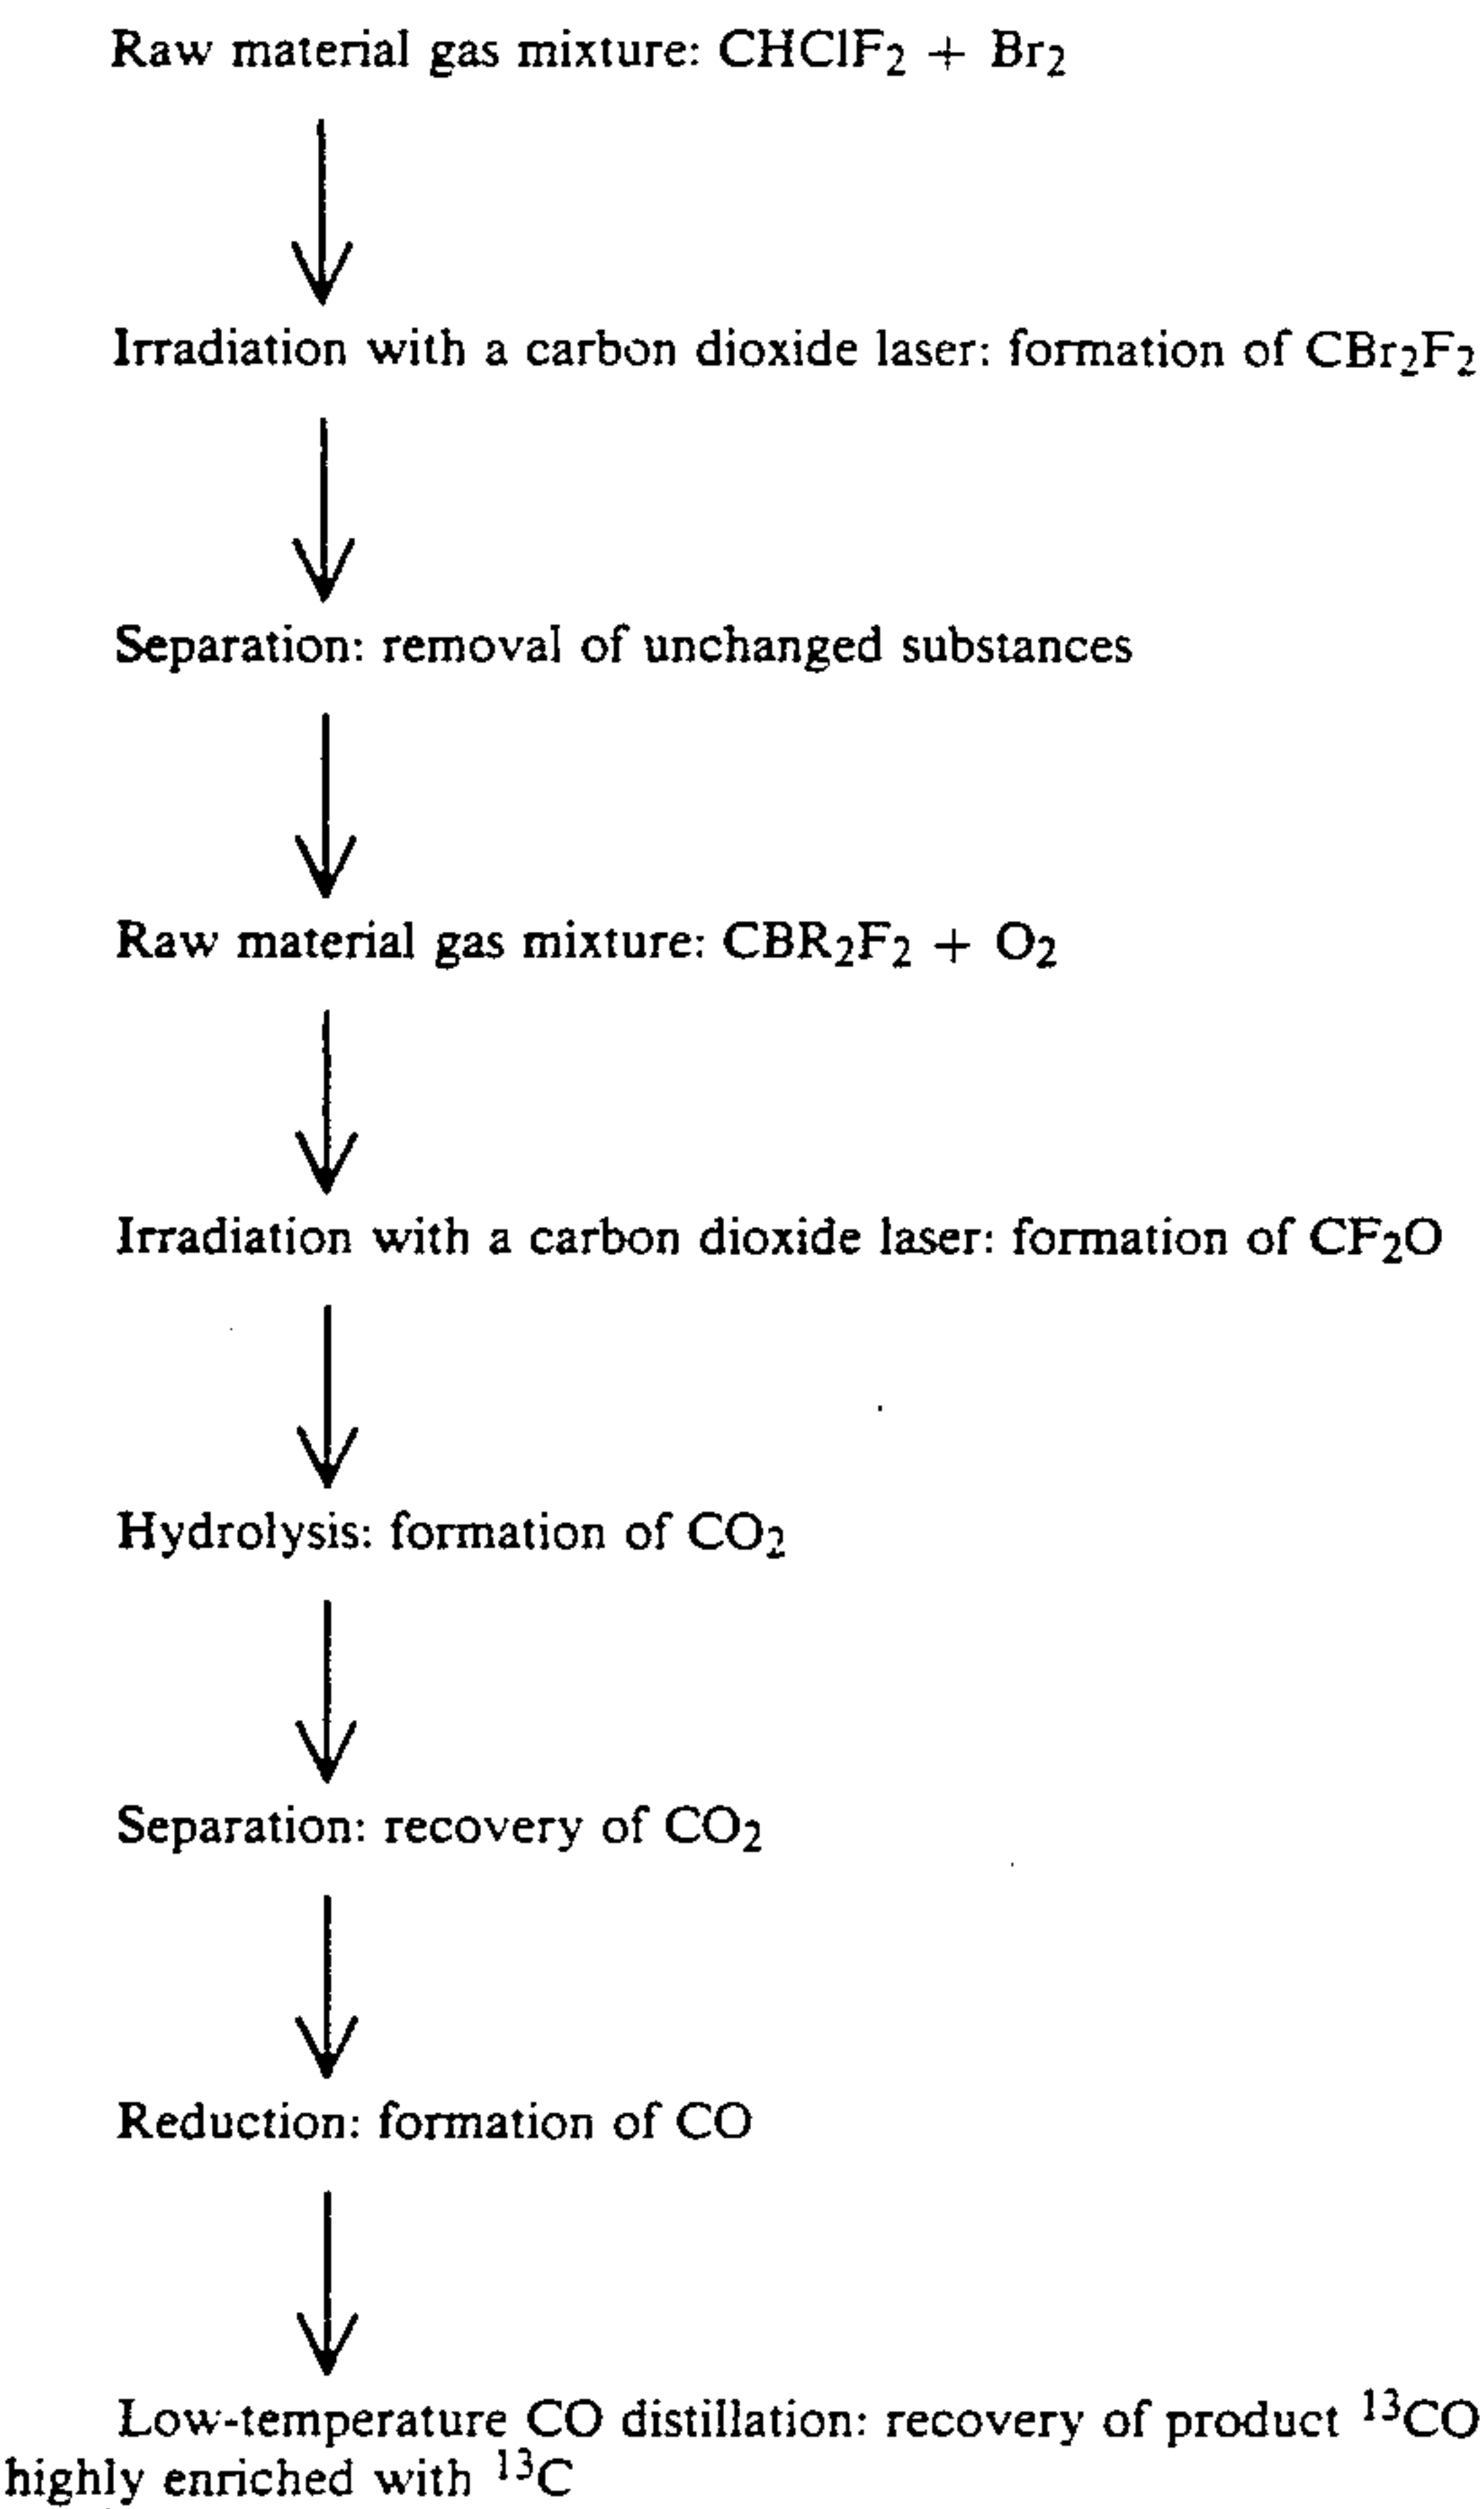 Raw material gas mixture: CHClF₂ + Br₂
Irradiation with a carbon dioxide laser: formation of CBr₂F₂
Separation: removal of unchanged substances
Raw material gas mixture: CBR₂F₂ + O₂
Irradiation with a carbon dioxide laser: formation of CF₂O
Hydrolysis: formation of CO₂
Separation: recovery of CO₂
Reduction: formation of CO
Low-temperature CO distillation: recovery of product ¹³CO
highly enriched with ¹³C